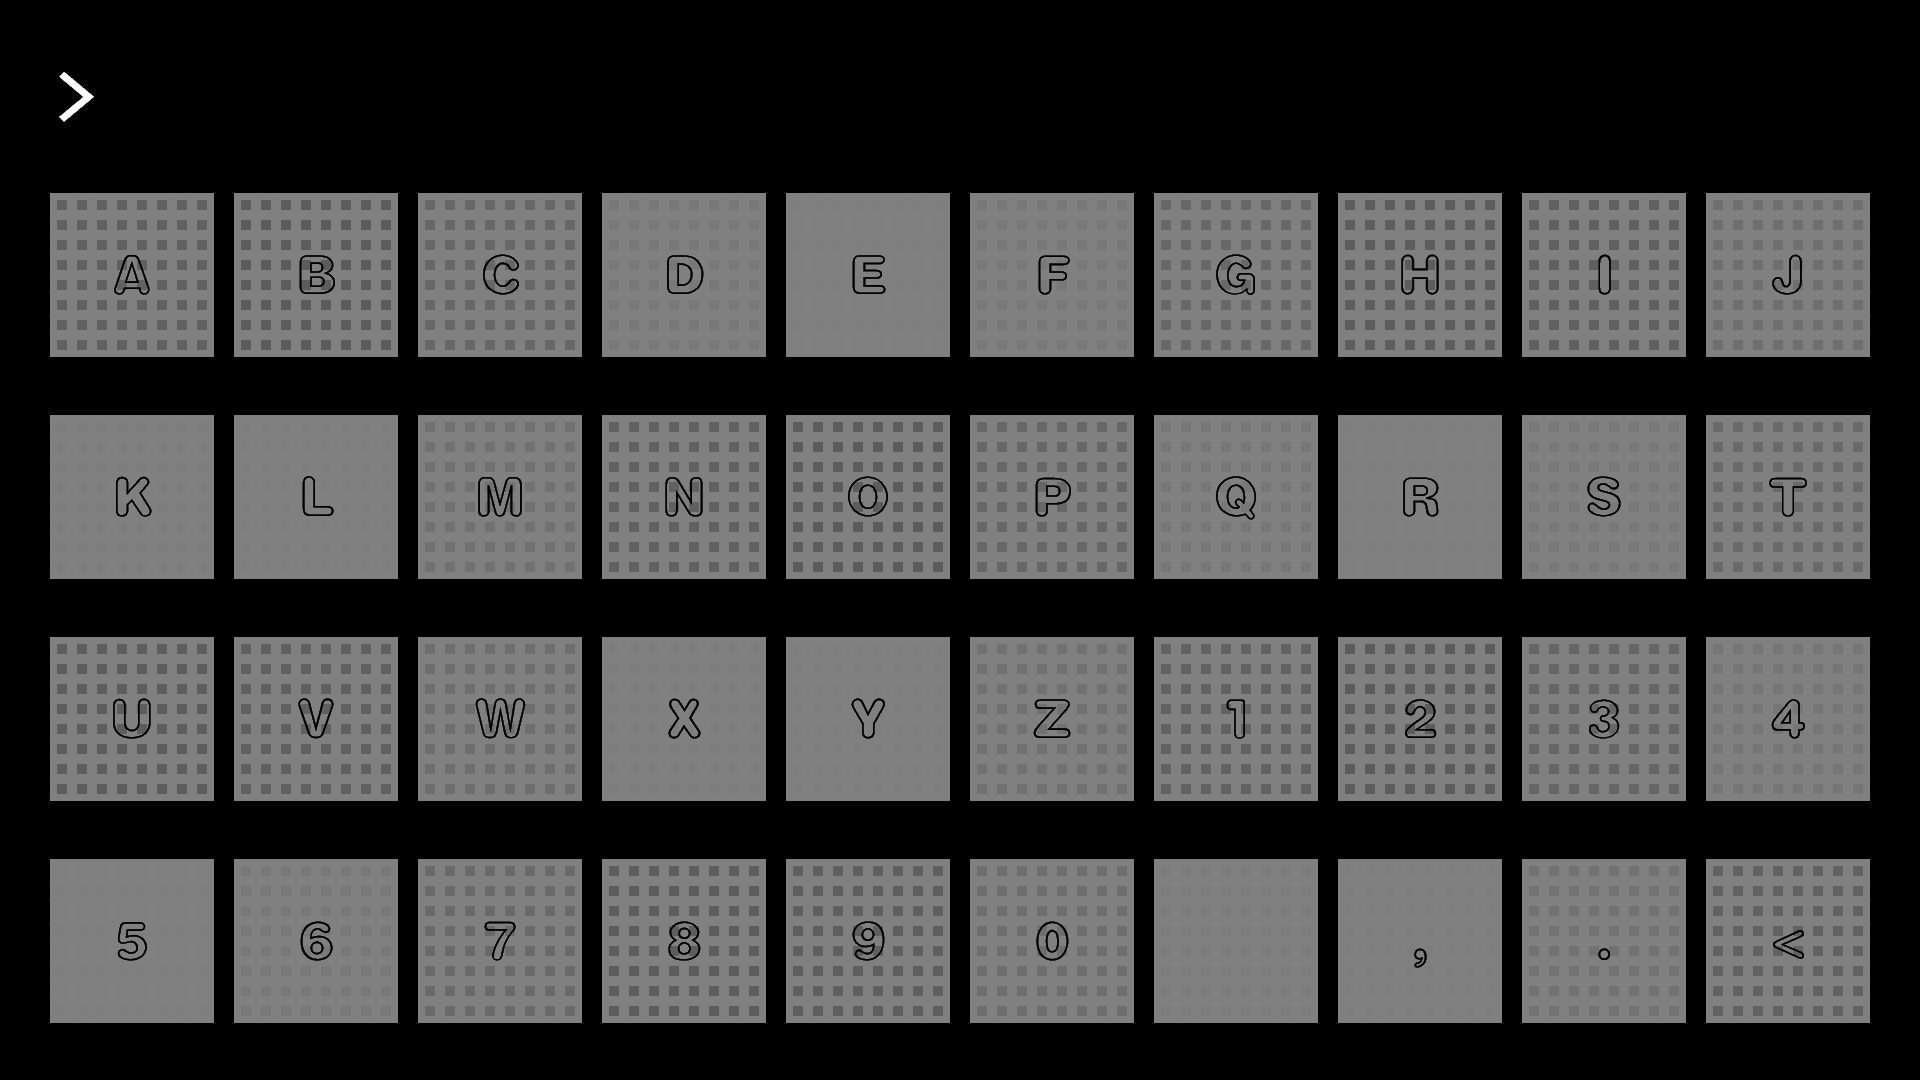 >
A B C D E F G H I J
K L M N O P Q R S T
U V W X Y Z 1 2 3 4
5 6 7 8 9 0 , . <